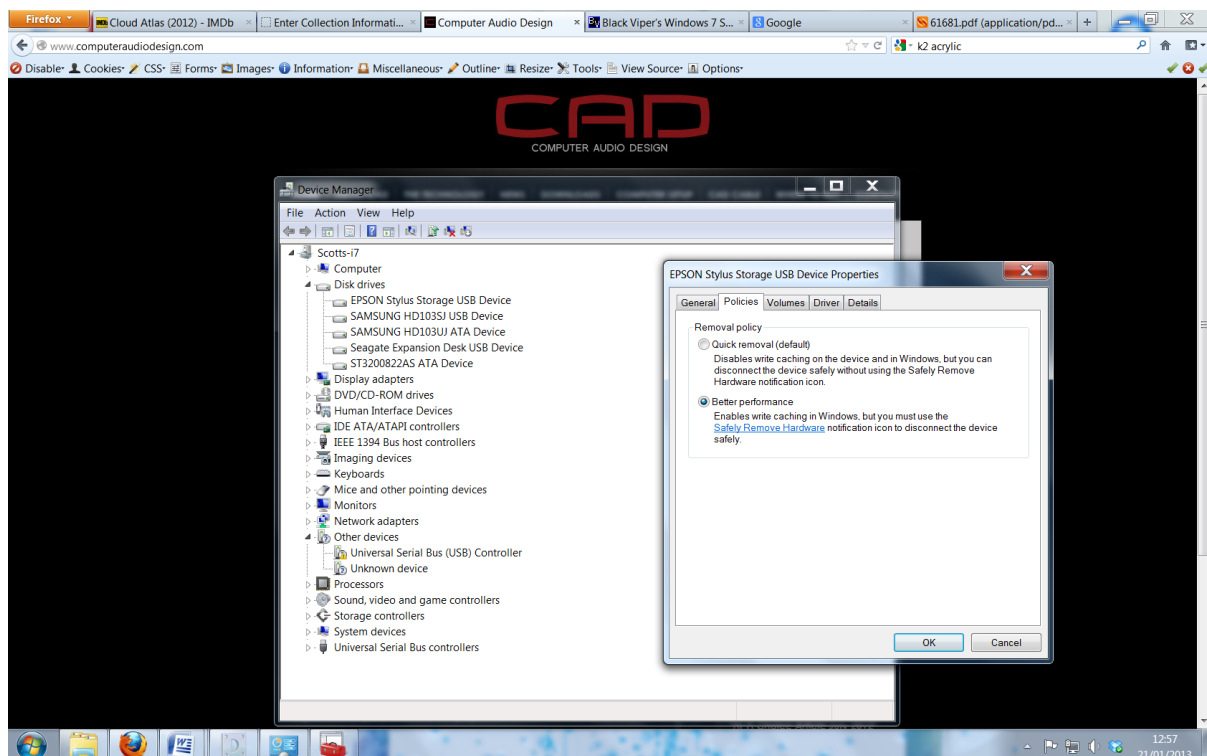 Firefox
Cloud Atlas (2012) - IMDb
Enter Collection Informati...
Computer Audio Design
Black Viper's Windows 7 S...
Google
61681.pdf (application/pd...
www.computeraudiodesign.com
k2 acrylic
Disable Cookies CSS Forms Images Information Miscellaneous Outline Resize Tools View Source Options
CAD
COMPUTER AUDIO DESIGN
Device Manager
File Action View Help
Scotts-i7
Computer
Disk drives
EPSON Stylus Storage USB Device
SAMSUNG HD103SJ USB Device
SAMSUNG HD103UJ ATA Device
Seagate Expansion Desk USB Device
ST3200822AS ATA Device
Display adapters
DVD/CD-ROM drives
Human Interface Devices
IDE ATA/ATAPI controllers
IEEE 1394 Bus host controllers
Imaging devices
Keyboards
Mice and other pointing devices
Monitors
Network adapters
Other devices
Universal Serial Bus (USB) Controller
Unknown device
Processors
Sound, video and game controllers
Storage controllers
System devices
Universal Serial Bus controllers
EPSON Stylus Storage USB Device Properties
General Policies Volumes Driver Details
Removal policy
Quick removal (default)
Disables write caching on the device and in Windows, but you can
disconnect the device safely without using the Safely Remove
Hardware notification icon.
Better performance
Enables write caching in Windows, but you must use the
Safely Remove Hardware notification icon to disconnect the device
safely.
OK Cancel
12:57
21/01/2013